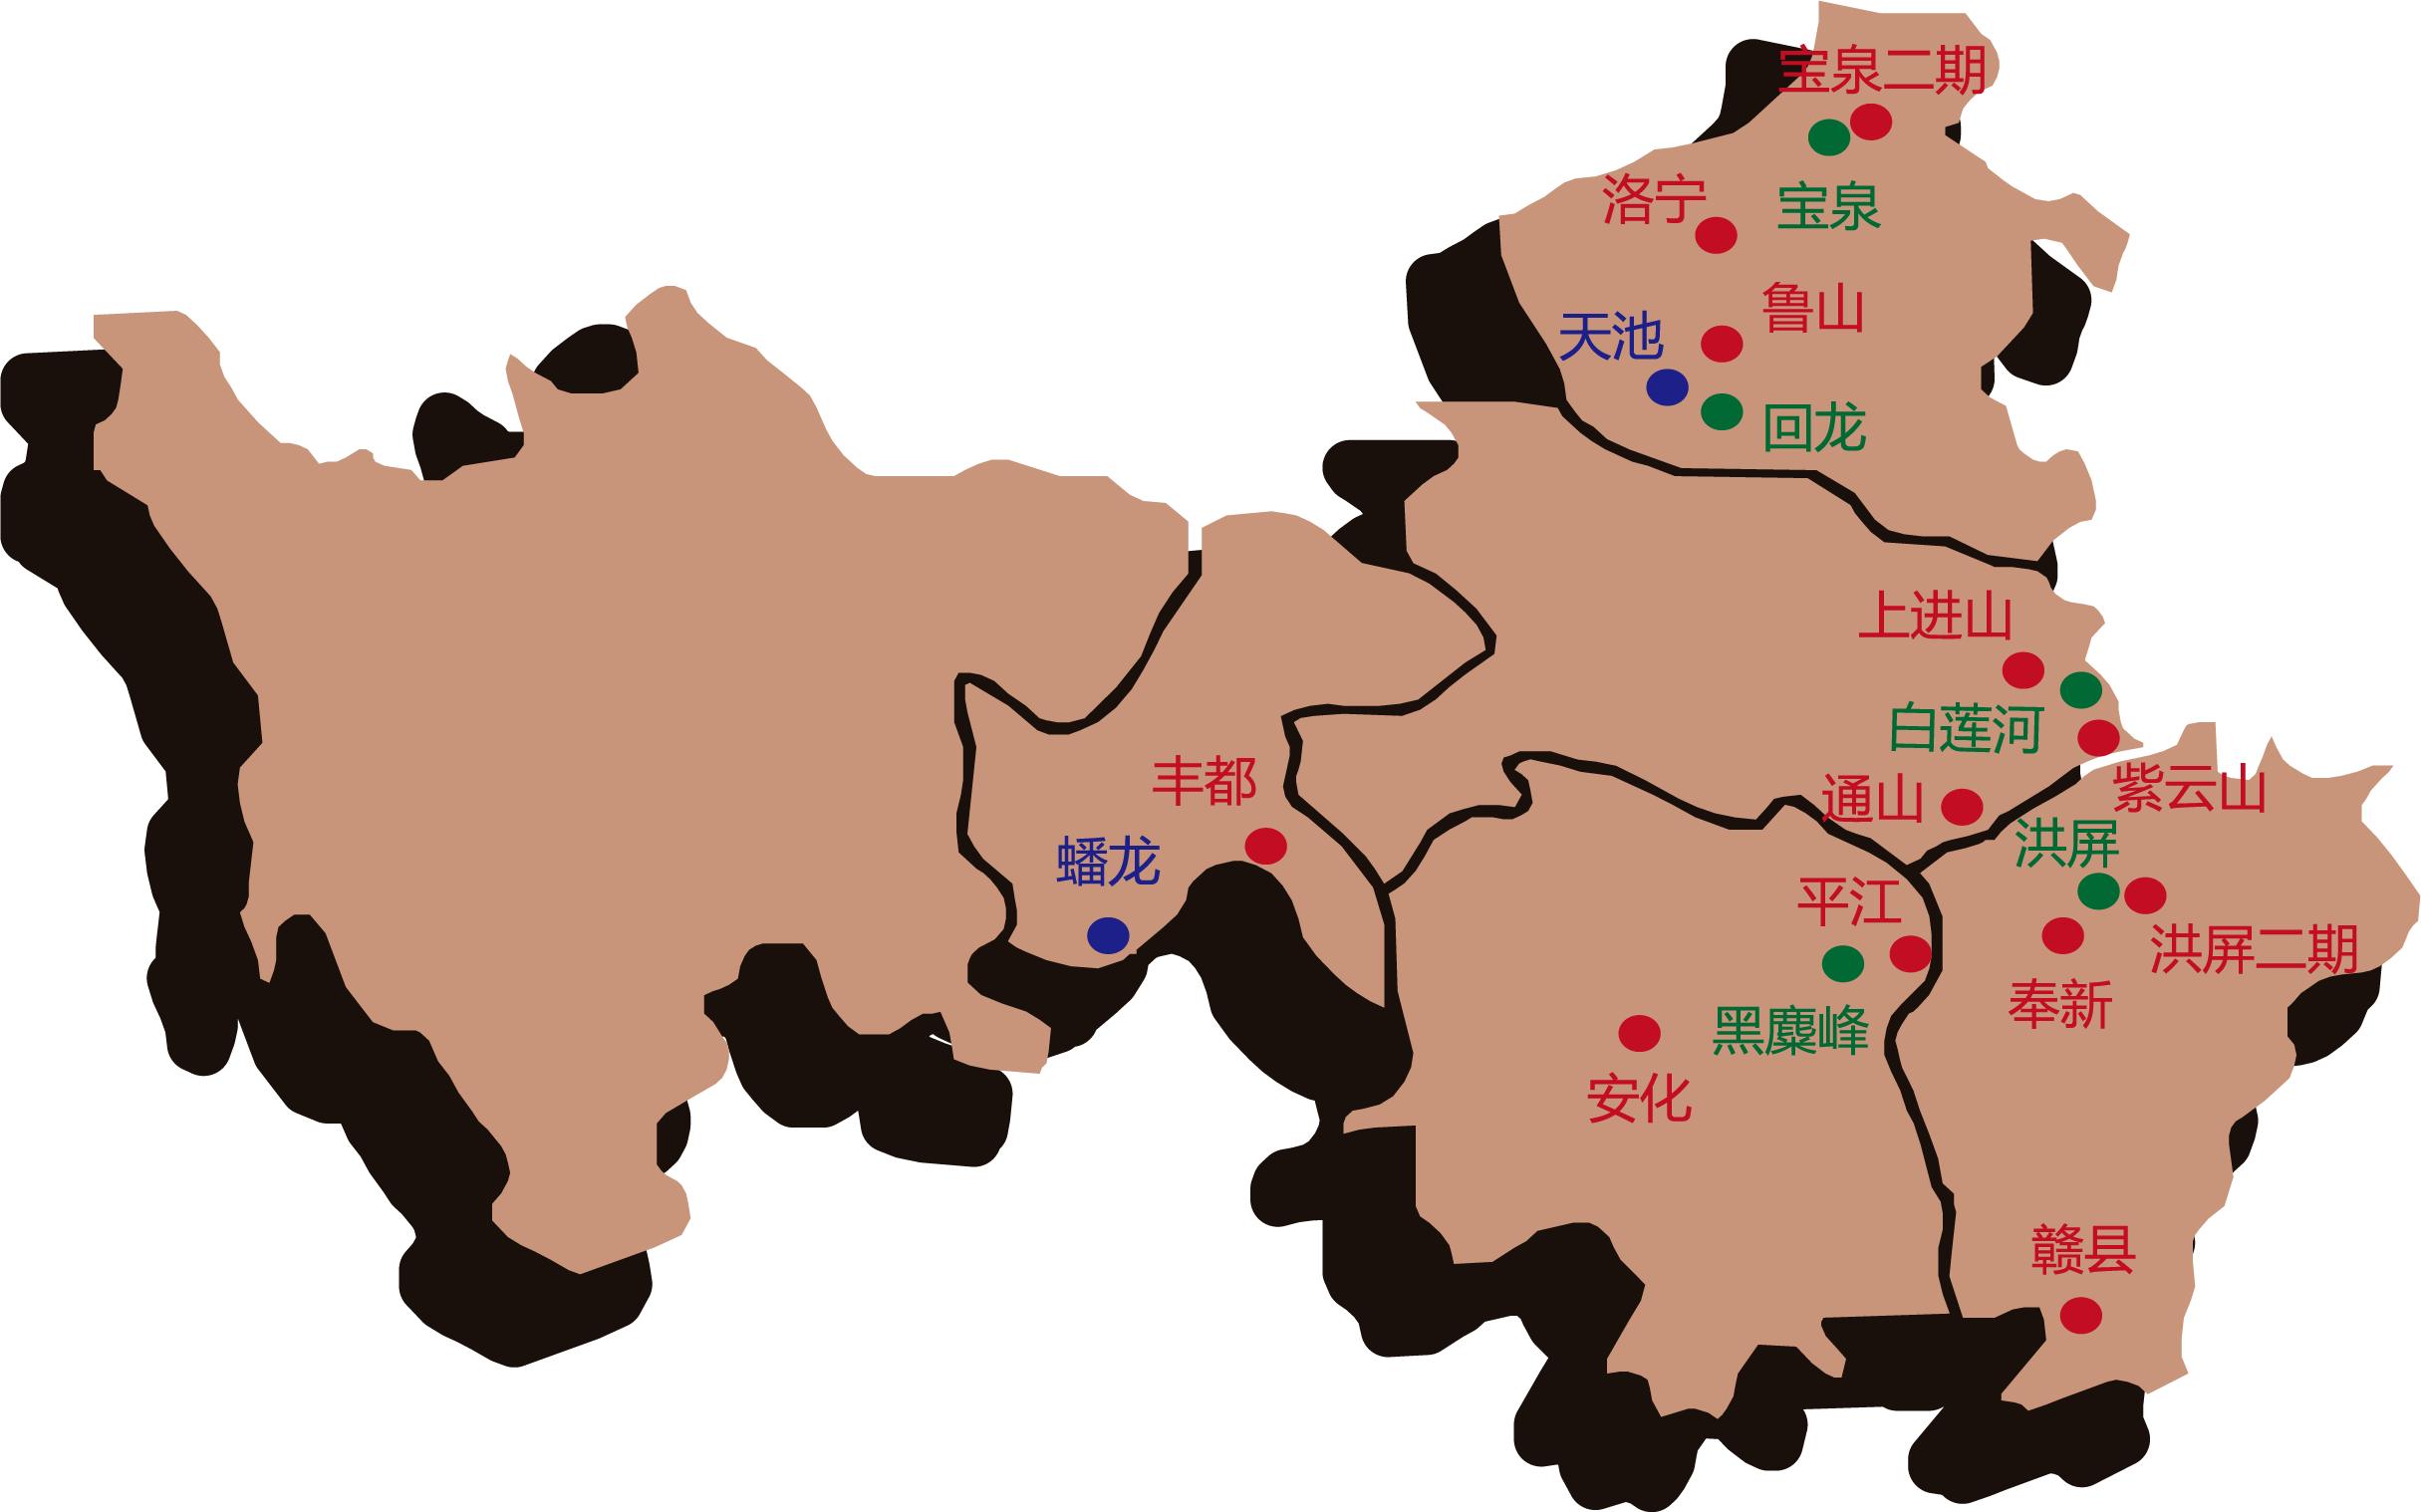 宝泉二期
洛宁
宝泉
鲁山
天池
回龙
上进山
白莲河
丰都
紫云山
通山
洪屏
蟠龙
平江
洪屏二期
奉新
黑麋峰
安化
赣县